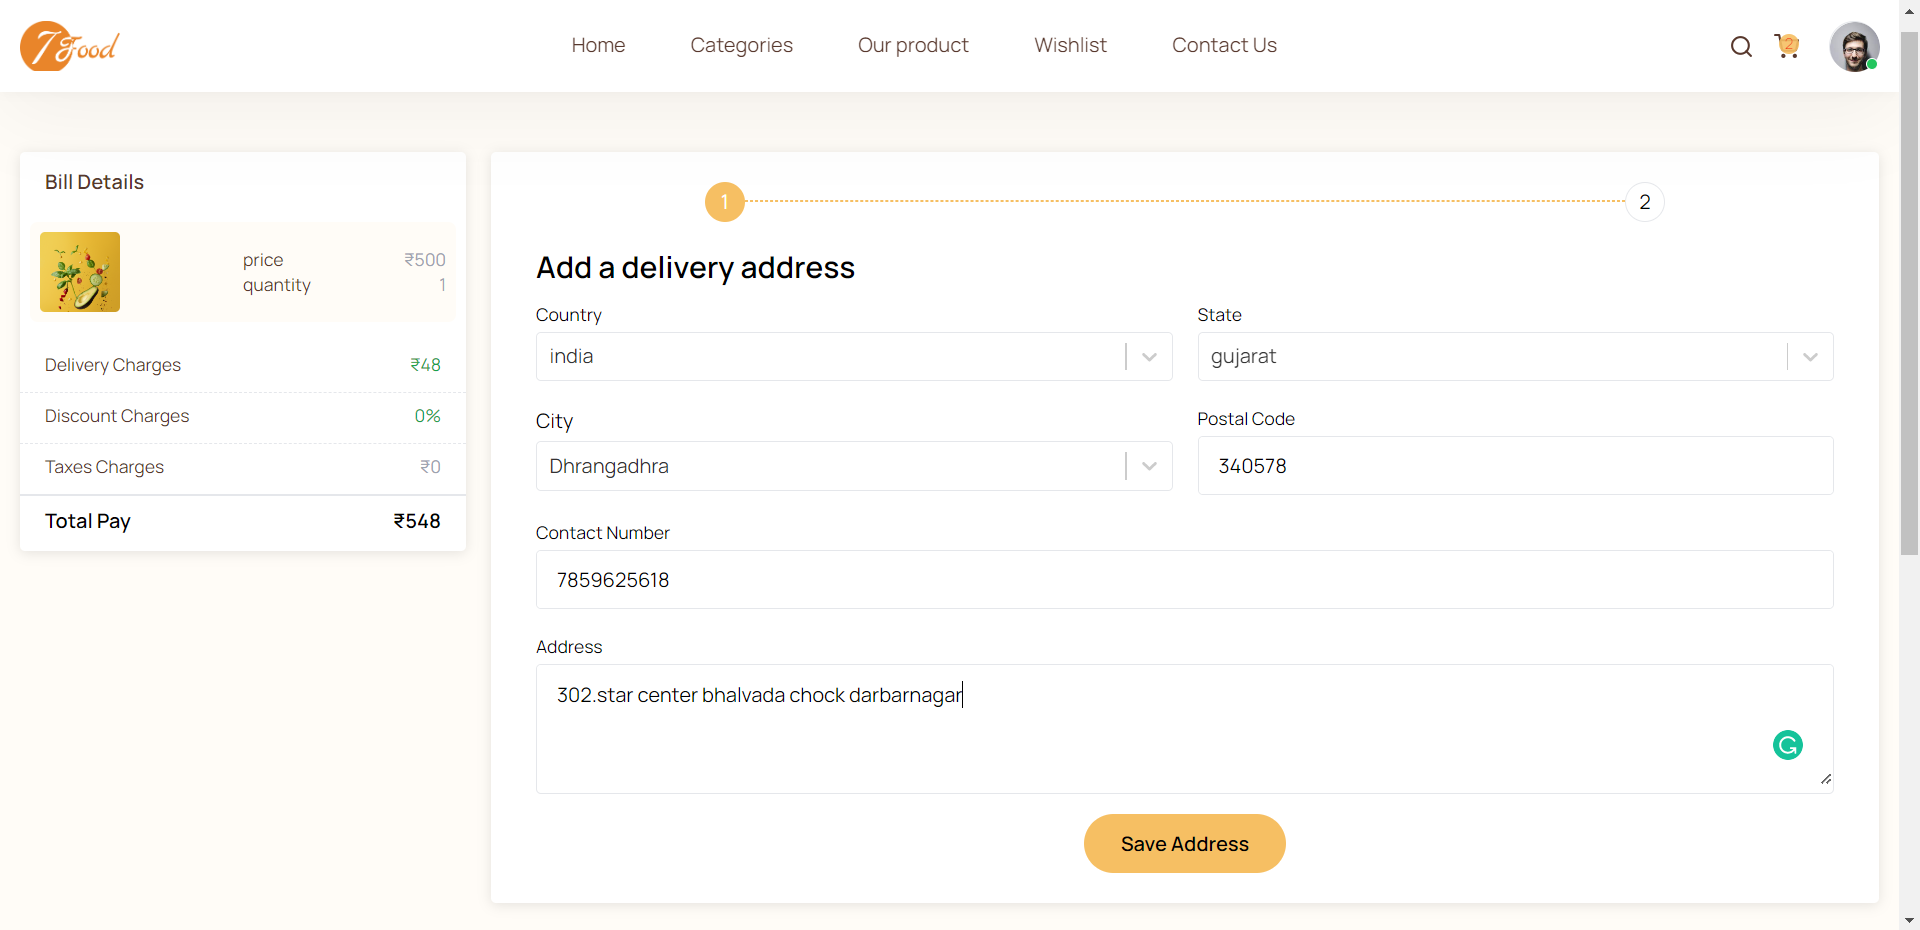 7 Food
Home Categories Our product Wishlist Contact Us
2
Bill Details
price ₹500
quantity 1
Delivery Charges ₹48
Discount Charges 0%
Taxes Charges ₹0
Total Pay ₹548
1 2
Add a delivery address
Country State
india gujarat
City Postal Code
Dhrangadhra 340578
Contact Number
7859625618
Address
302.star center bhalvada chock darbarnagar
Save Address